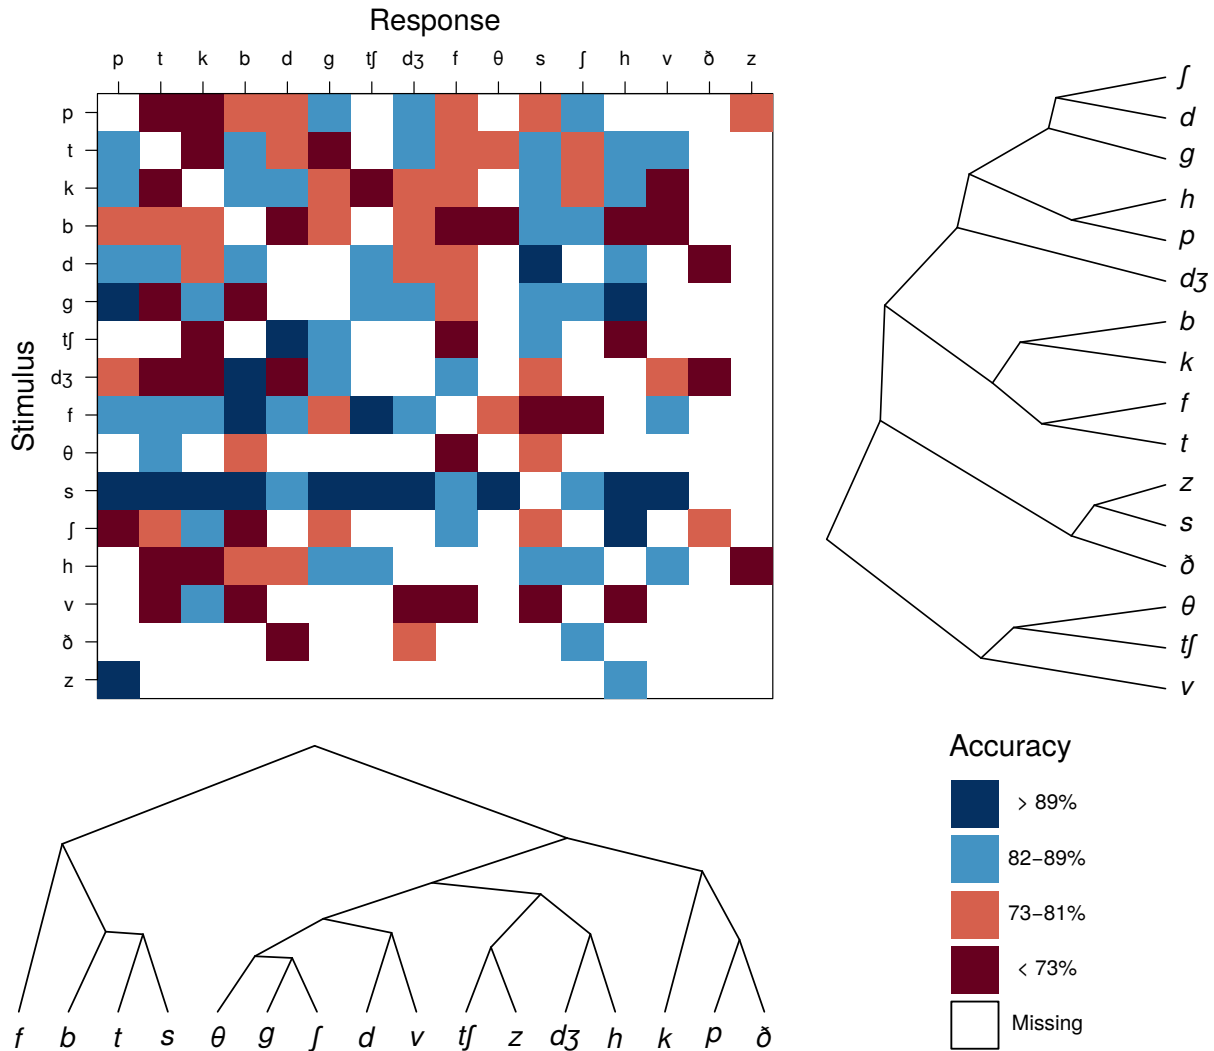 Response
p t k b d g tʃ dʒ f θ s ʃ h v ð z
Stimulus
p
t
k
b
d
g
tʃ
dʒ
f
θ
s
ʃ
h
v
ð
z
ʃ
d
g
h
p
dʒ
b
k
f
t
z
s
ð
θ
tʃ
v
Accuracy
> 89%
82−89%
73−81%
< 73%
Missing
f b t s θ g ʃ d v tʃ z dʒ h k p ð